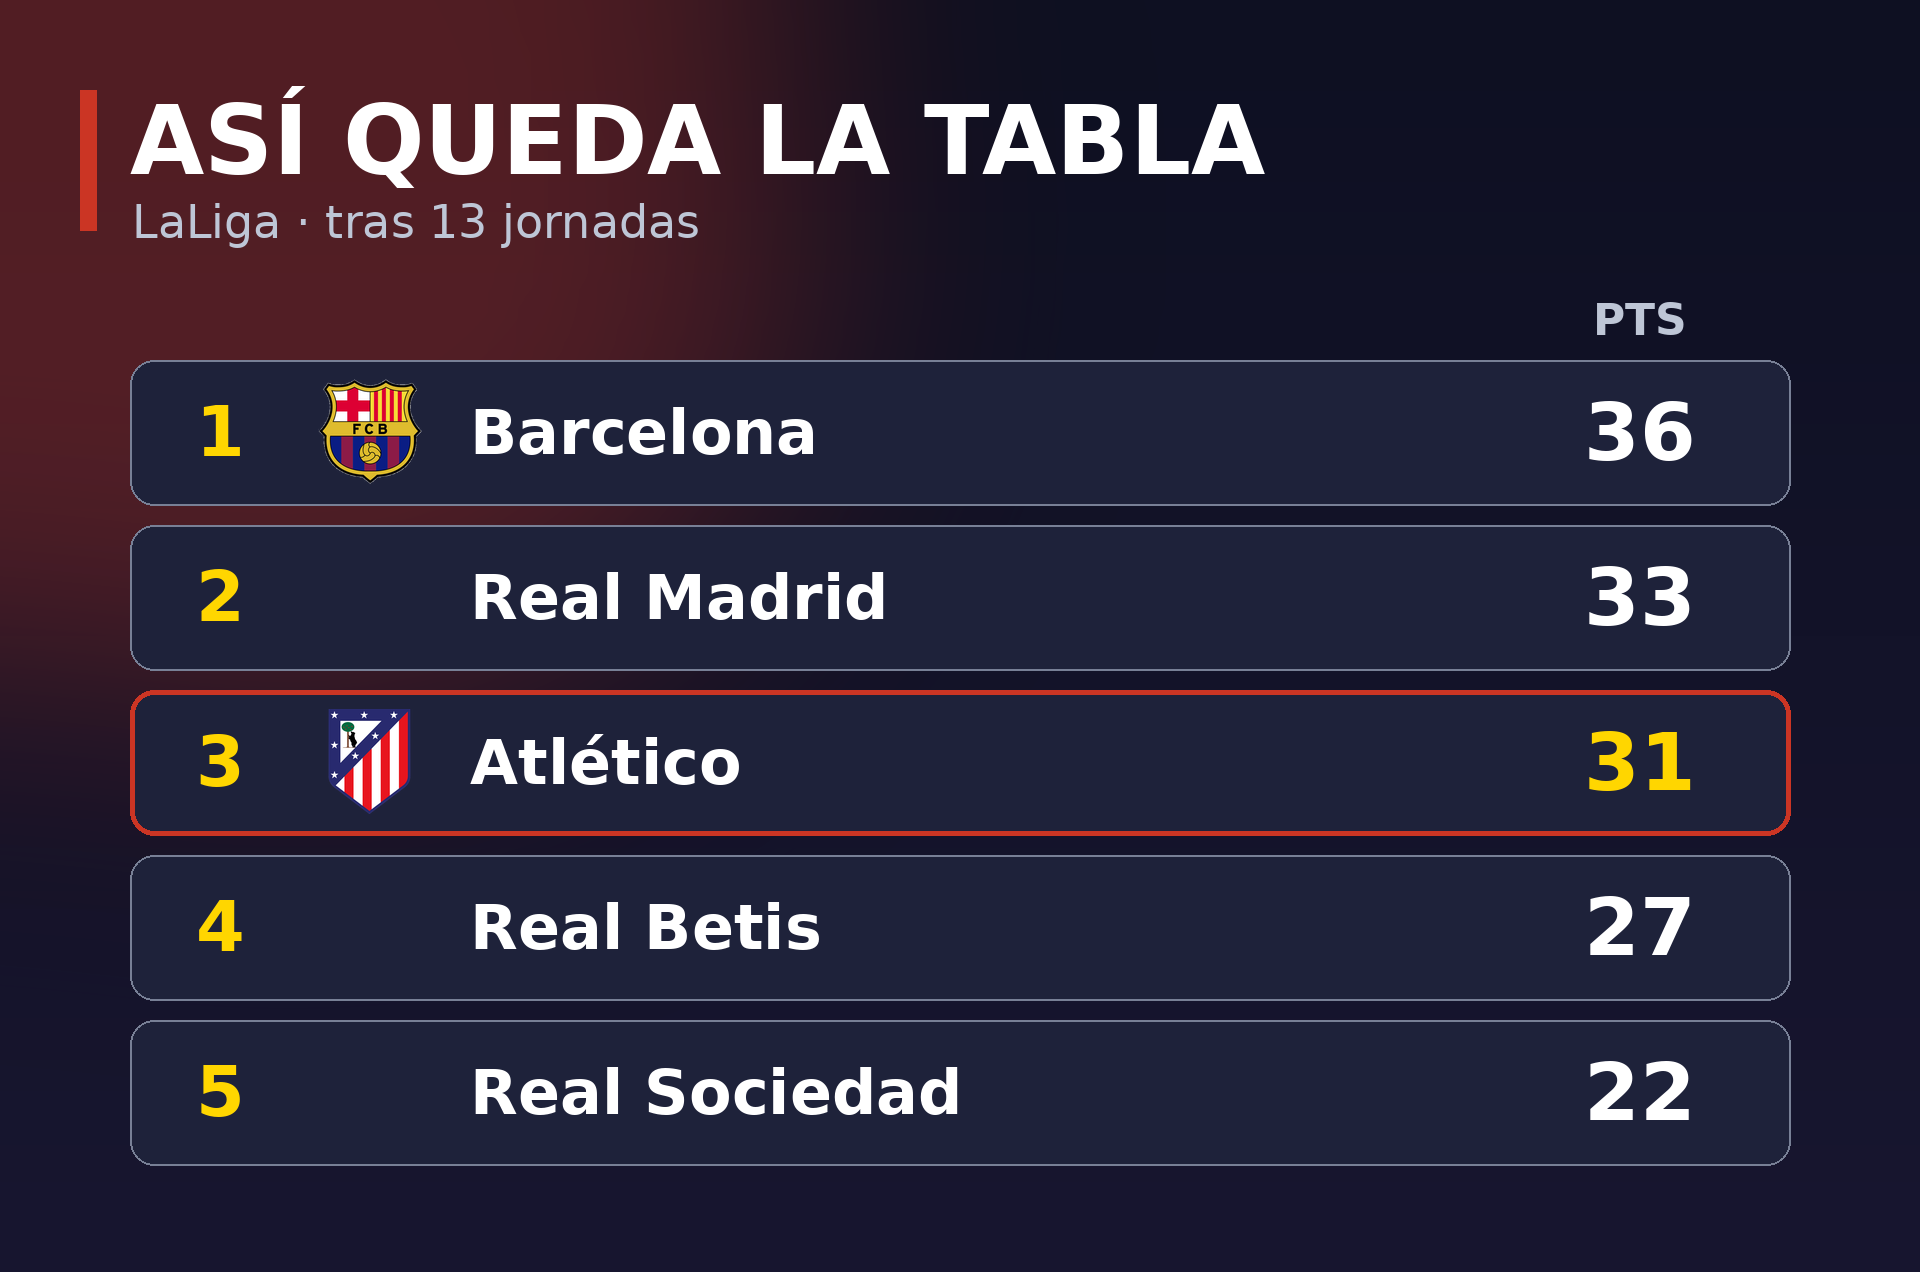 ASÍ QUEDA LA TABLA
LaLiga · tras 13 jornadas
PTS
1 FCB Barcelona 36
2 Real Madrid 33
3 Atlético 31
4 Real Betis 27
5 Real Sociedad 22